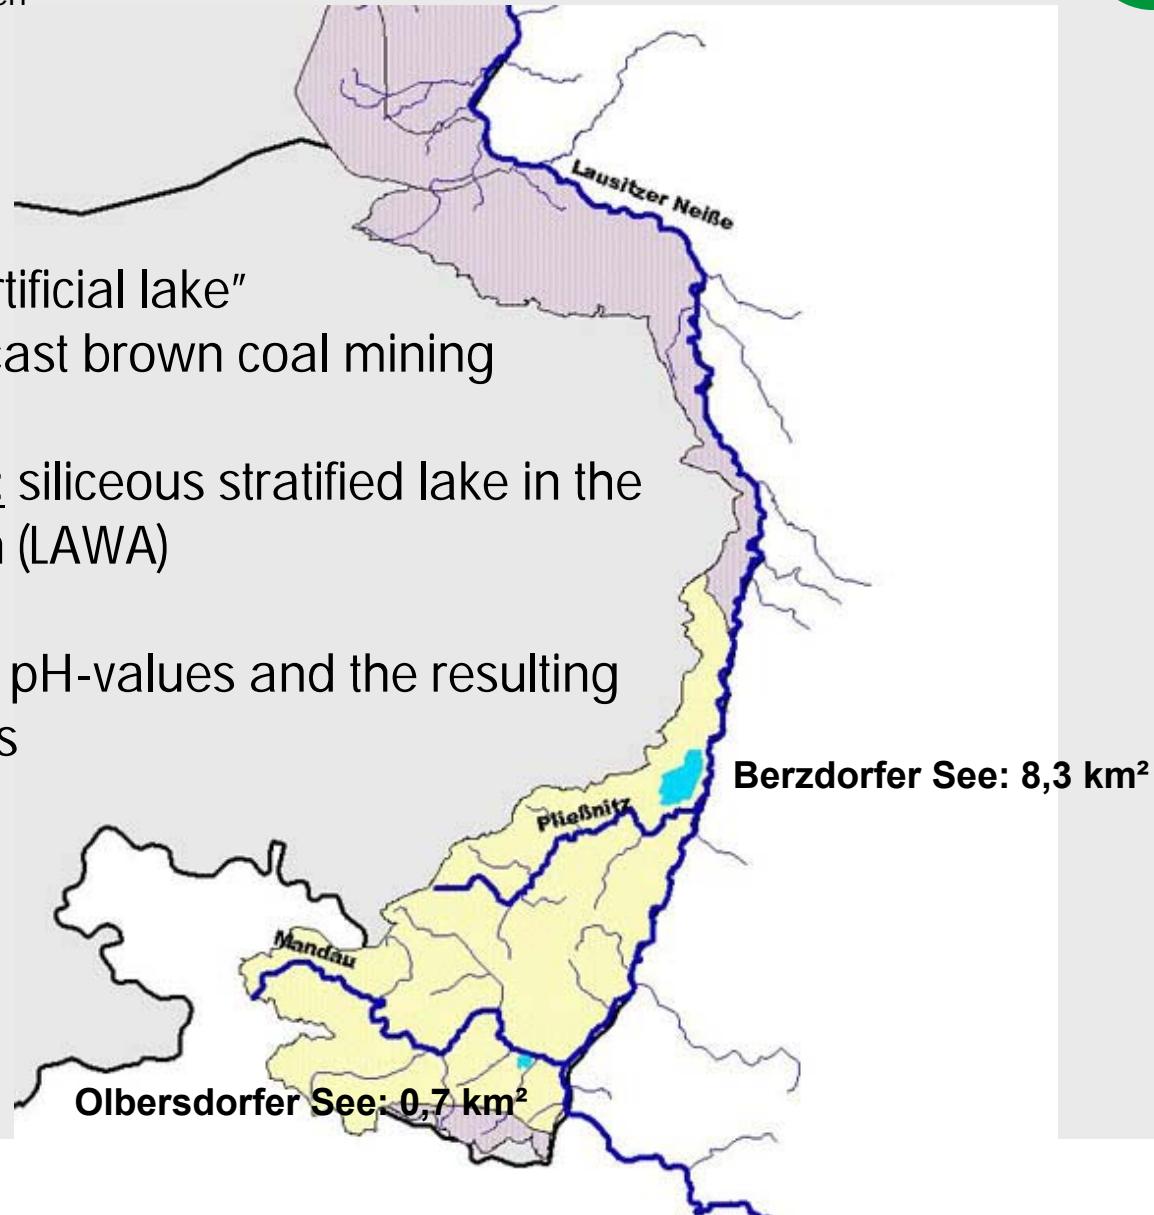 Lausitzer Neiße
rtificial lake"
cast brown coal mining
: siliceous stratified lake in the
(LAWA)
pH-values and the resulting
s
Berzdorfer See: 8,3 km²
Pließnitz
Mandau
Olbersdorfer See: 0,7 km²